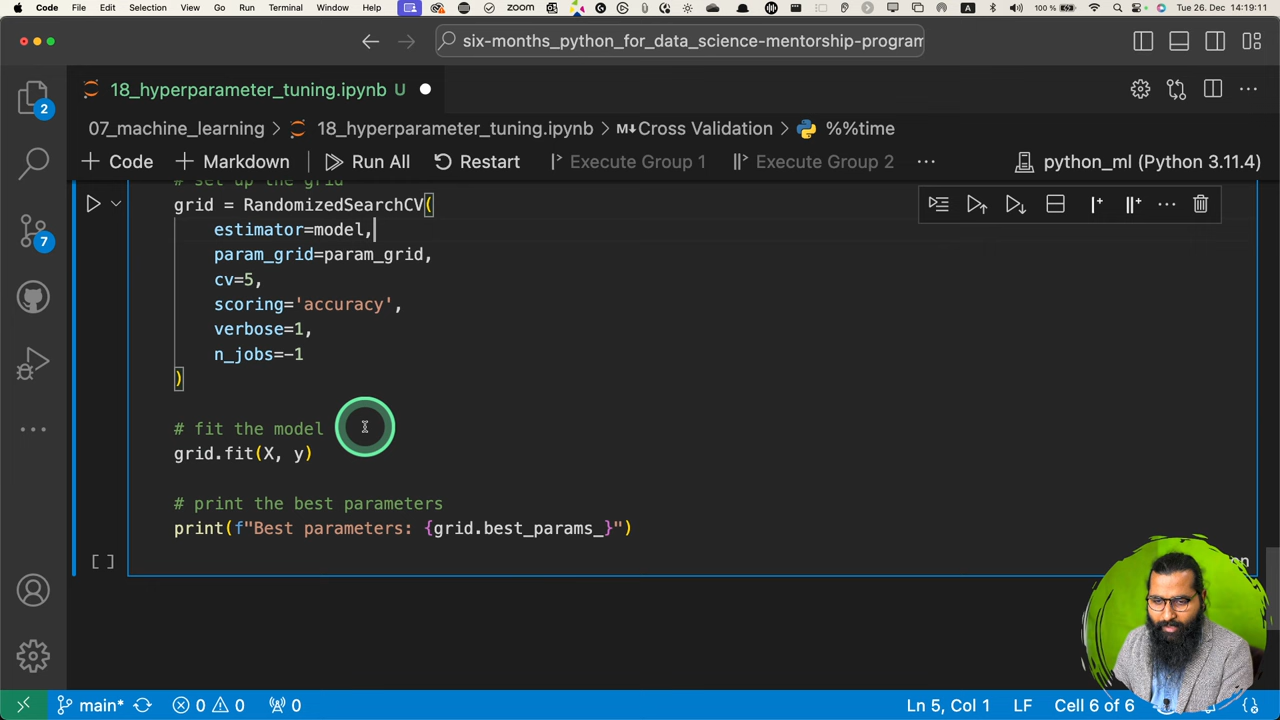 Code File Edit Selection View Go Run Terminal Window Help zoom 100 % Tue 26. Dec 14:19:11
six-months_python_for_data_science-mentorship-program
18_hyperparameter_tuning.ipynb U
07_machine_learning > 18_hyperparameter_tuning.ipynb > M↓Cross Validation > %%time
+ Code + Markdown Run All Restart Execute Group 1 Execute Group 2 ... python_ml (Python 3.11.4)
# set up the grid
grid = RandomizedSearchCV(
estimator=model,
param_grid=param_grid,
cv=5,
scoring='accuracy',
verbose=1,
n_jobs=-1
)
# fit the model
grid.fit(X, y)
# print the best parameters
print(f"Best parameters: {grid.best_params_}")
[ ]
2
7
main* 0 0 0 Ln 5, Col 1 LF Cell 6 of 6